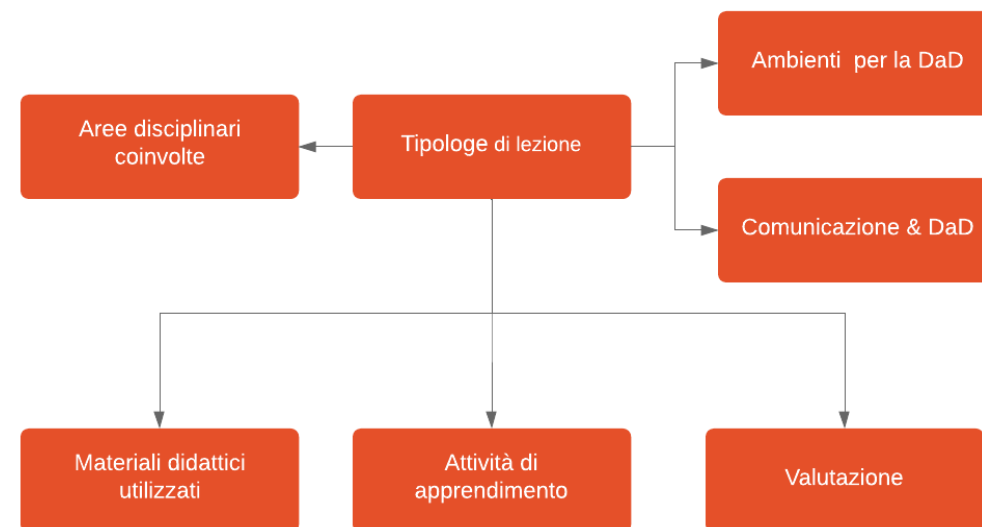 Ambienti per la DaD
Aree disciplinari
coinvolte
Tipologe di lezione
Comunicazione & DaD
Materiali didattici
utilizzati
Attività di
apprendimento
Valutazione